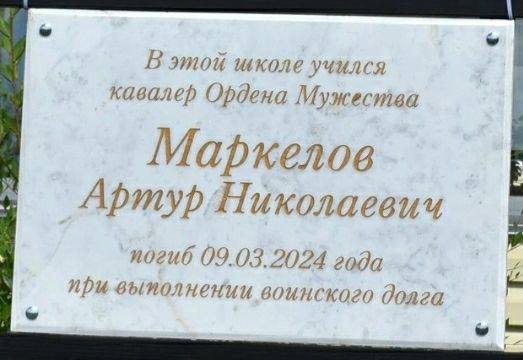 В этой школе учился
кавалер Ордена Мужества
Маркелов
Артур Николаевич
погиб 09.03.2024 года
при выполнении воинского долга